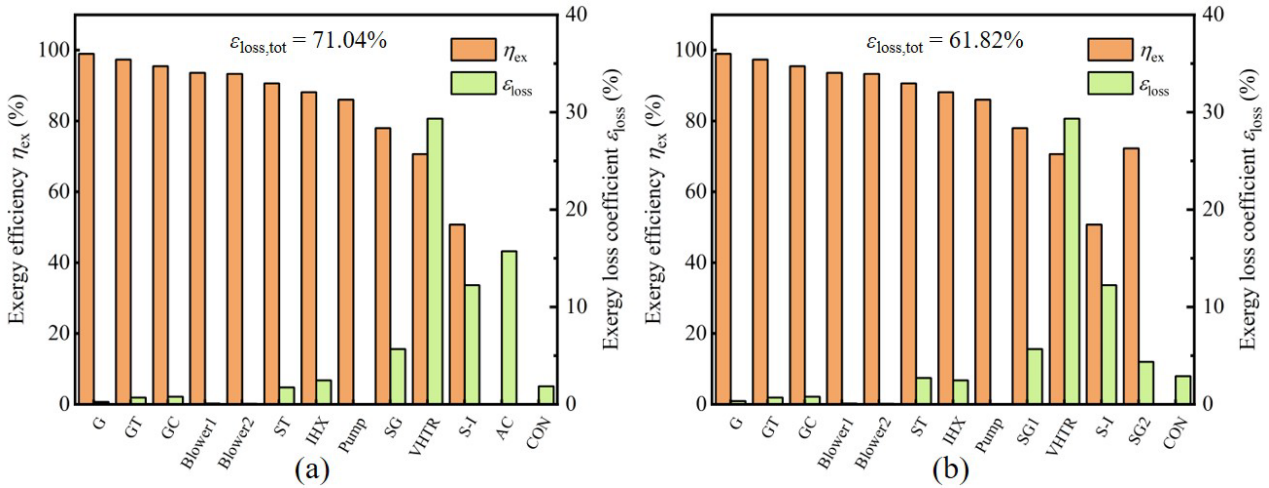 ε_loss,tot = 71.04%
η_ex
ε_loss
Exergy efficiency η_ex (%)
100
80
60
40
20
0
Exergy loss coefficient ε_loss (%)
40
30
20
10
0
G
GT
GC
Blower1
Blower2
ST
IHX
Pump
SG
VHTR
S-I
AC
CON
(a)
ε_loss,tot = 61.82%
η_ex
ε_loss
Exergy efficiency η_ex (%)
100
80
60
40
20
0
Exergy loss coefficient ε_loss (%)
40
30
20
10
0
G
GT
GC
Blower1
Blower2
ST
IHX
Pump
SG1
VHTR
S-I
SG2
CON
(b)